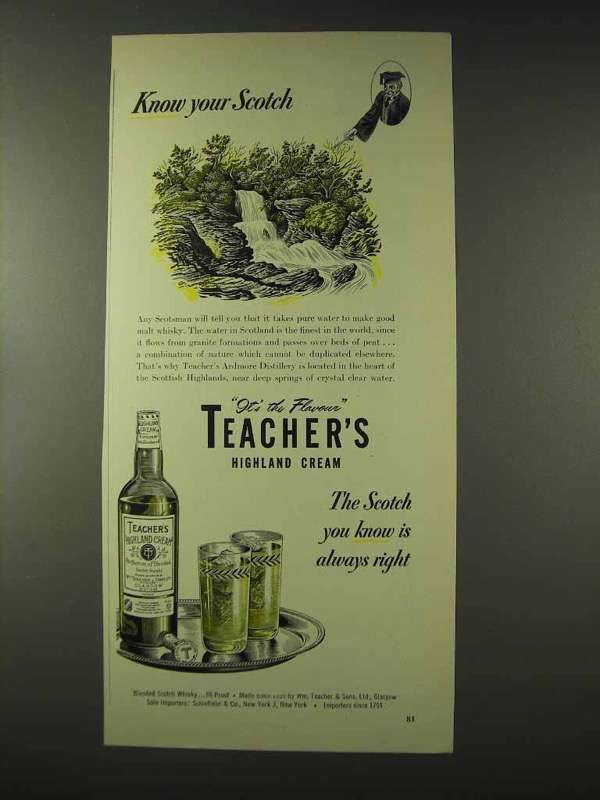 Know your Scotch
Any Scotsman will tell you that it takes pure water to make good
malt whisky. The water in Scotland is the finest in the world, since
it flows from granite formations and passes over beds of peat...
a combination of nature which cannot be duplicated elsewhere.
That's why Teacher's Ardmore Distillery is located in the heart of
the Scottish Highlands, near deep springs of crystal clear water.
"It's the Flavour"
TEACHER'S
HIGHLAND CREAM
HIGHLAND
CREAM
TEACHER'S
HIGHLAND CREAM
The Scotch
you know is
always right
Blended Scotch Whisky... 86 Proof • Made since 1830 by Wm. Teacher & Sons, Ltd., Glasgow
Sole Importers: Schieffelin & Co., New York 3, New York • Importers since 1794
81